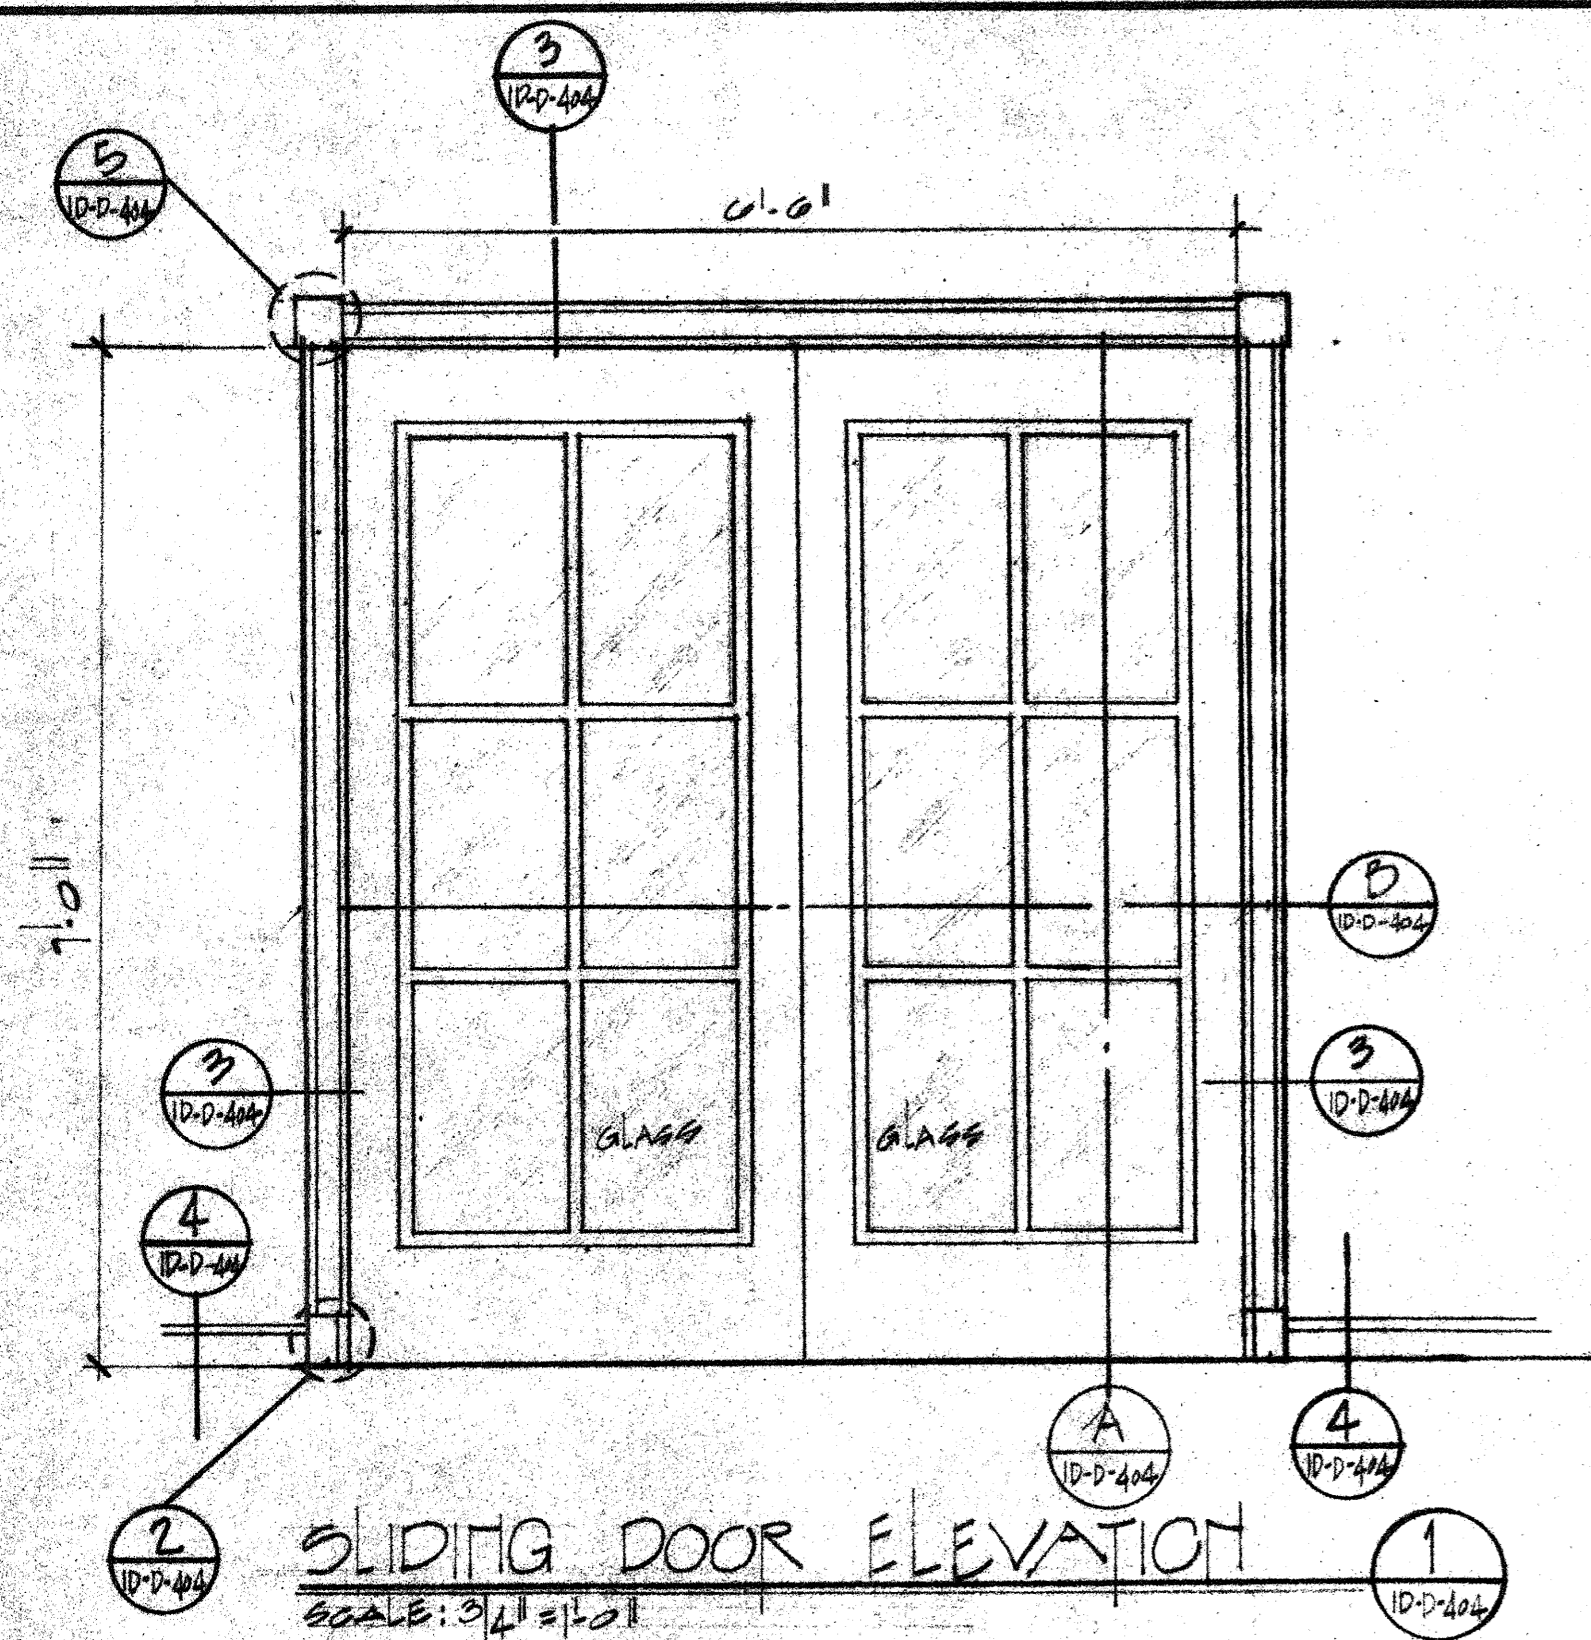 3
ID-D-404
5
ID-D-404
6'-6"
7'-0"
B
ID-D-404
3
ID-D-404
3
ID-D-404
GLASS
GLASS
4
ID-D-404
A
ID-D-404
4
ID-D-404
2
ID-D-404
SLIDING DOOR ELEVATION
1
ID-D-404
SCALE: 3/4" = 1'-0"